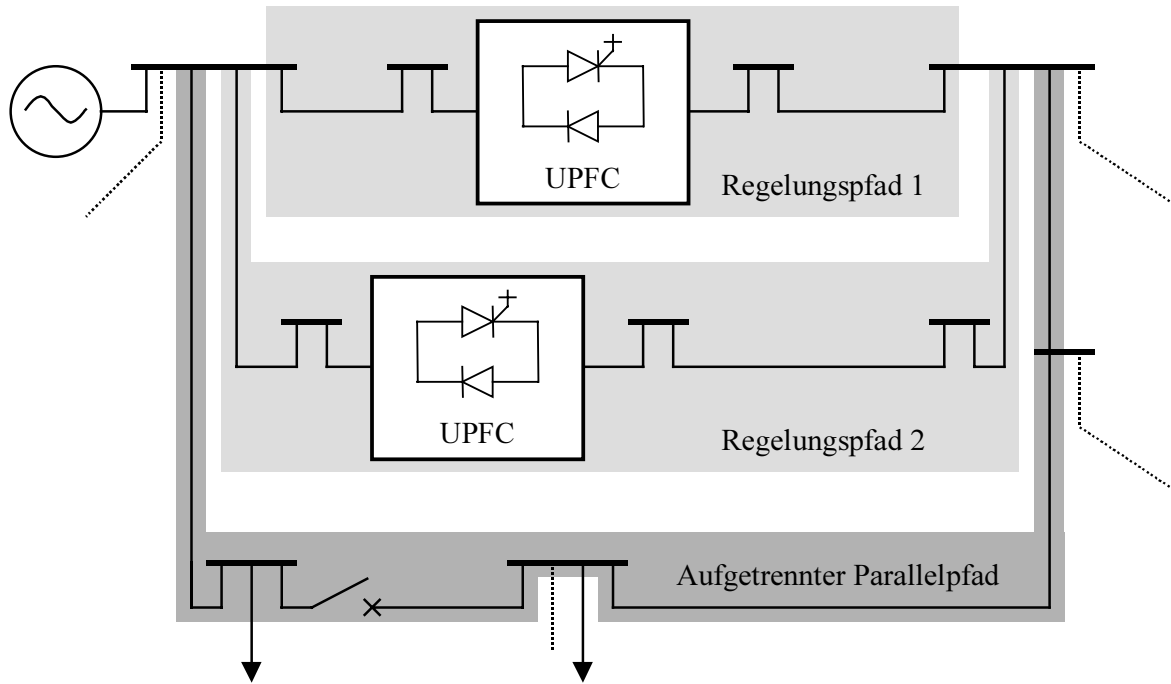 UPFC
Regelungspfad 1
UPFC
Regelungspfad 2
Aufgetrennter Parallelpfad